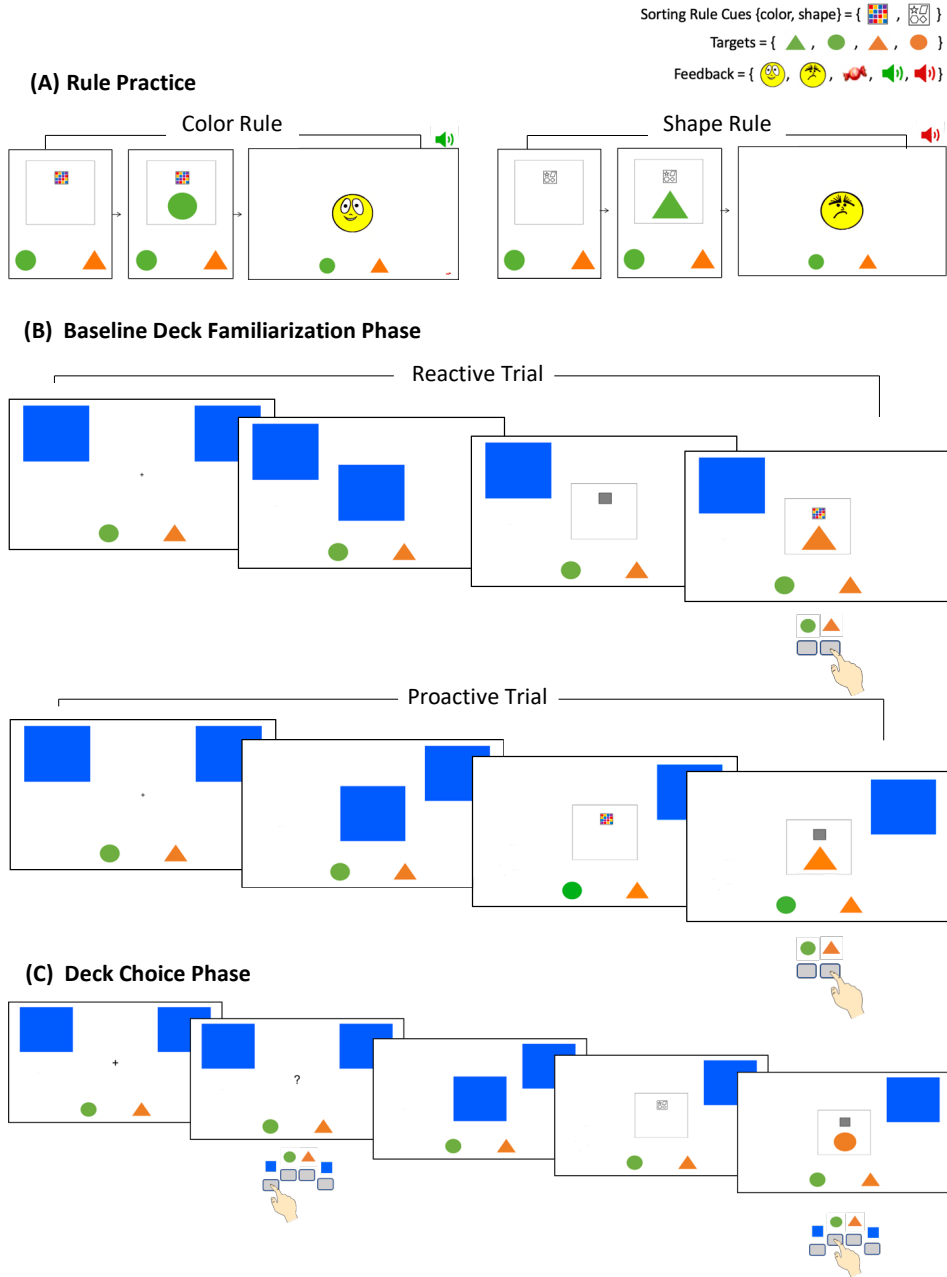 Sorting Rule Cues {color, shape} = { , }
Targets = { , , , }
Feedback = { , , , , }
(A) Rule Practice
Color Rule
Shape Rule
(B) Baseline Deck Familiarization Phase
Reactive Trial
+
Proactive Trial
+
(C) Deck Choice Phase
+
?